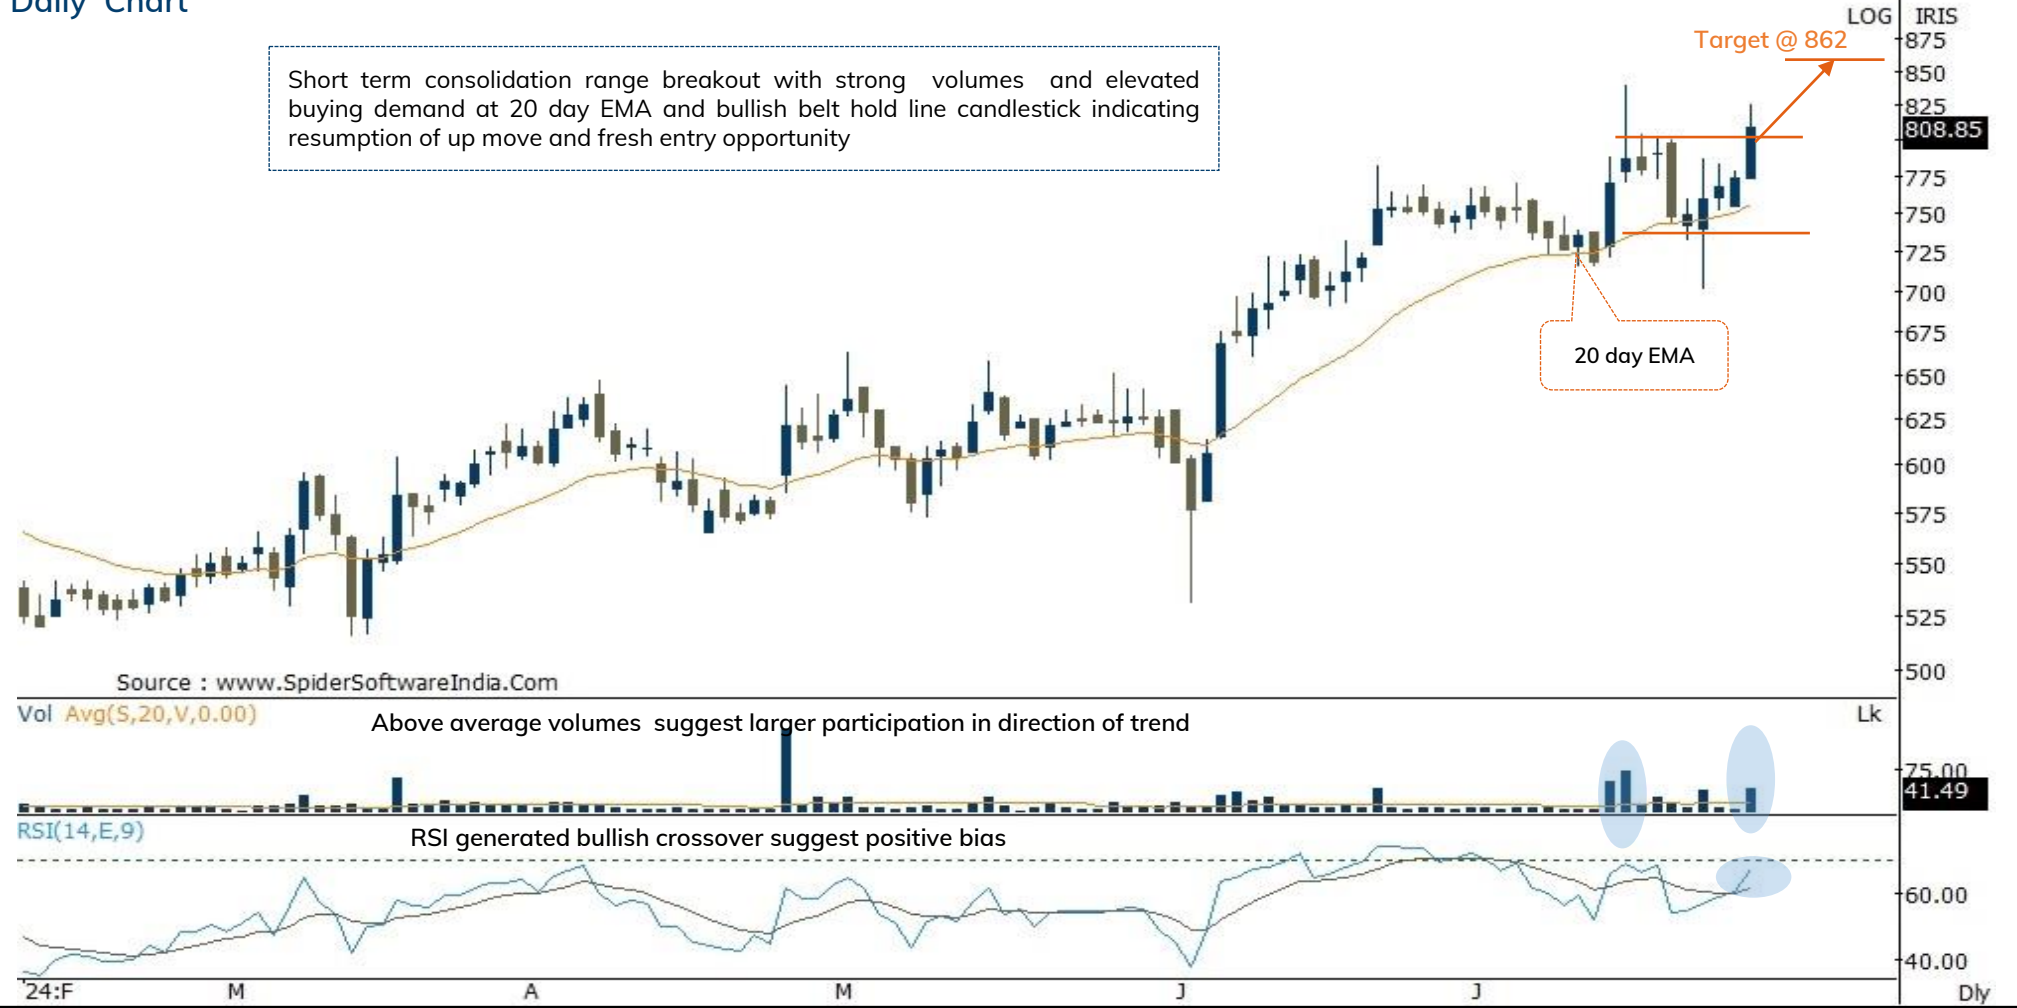 Daily Chart
LOG
IRIS
Target @ 862
875
Short term consolidation range breakout with strong volumes and elevated
buying demand at 20 day EMA and bullish belt hold line candlestick indicating
resumption of up move and fresh entry opportunity
850
825
808.85
775
750
725
700
675
20 day EMA
650
625
600
575
550
525
500
Source : www.SpiderSoftwareIndia.Com
Vol Avg(S,20,V,0.00)
Above average volumes suggest larger participation in direction of trend
Lk
75.00
41.49
RSI(14,E,9)
RSI generated bullish crossover suggest positive bias
60.00
40.00
'24:F M A M J J Dly